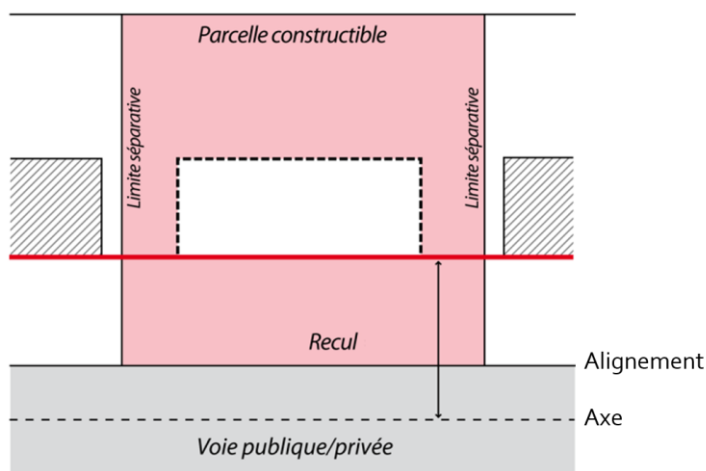 Parcelle constructible
Limite séparative
Limite séparative
Recul
Alignement
Axe
Voie publique/privée